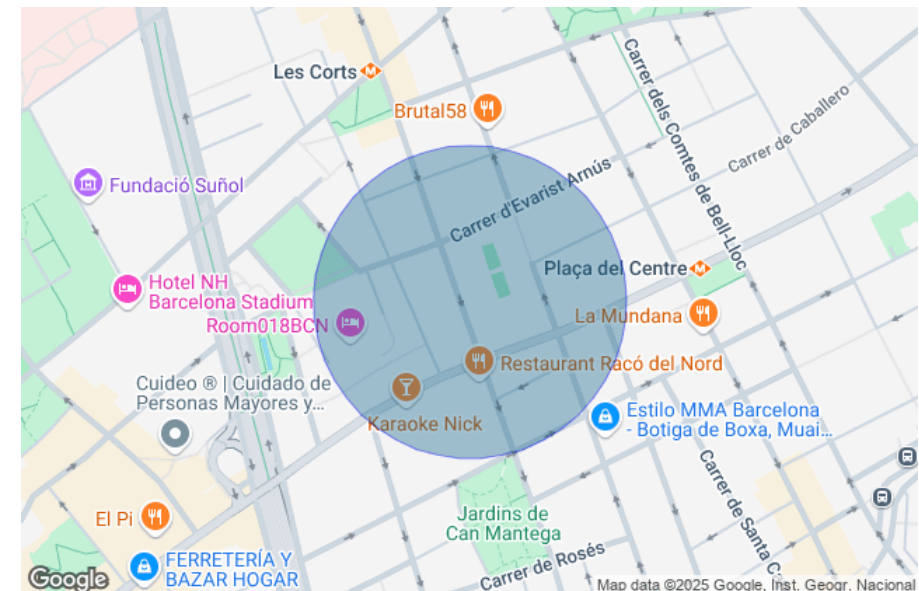 Les Corts
Brutal58
Carrer dels Comtes de Bell-Lloc
Carrer de Caballero
Fundació Suñol
Carrer d'Evarist Arnús
Plaça del Centre
Hotel NH
Barcelona Stadium
Room018BCN
La Mundana
Restaurant Racó del Nord
Cuideo ® | Cuidado de
Personas Mayores y...
Karaoke Nick
Estilo MMA Barcelona
- Botiga de Boxa, Muai...
El Pi
Jardins de
Can Mantega
Carrer de Santa C
FERRETERÍA Y
BAZAR HOGAR
Carrer de Rosés
Google
Map data ©2025 Google, Inst. Geogr. Nacional